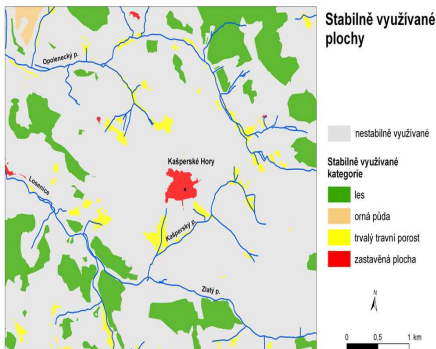 Stabilně využívané
plochy
Opolenecký p.
nestabilně využívané
Kašperské Hory
Stabilně využívané
kategorie
Losenice
les
orná půda
Kašperský p.
trvalý travní porost
zastavěná plocha
Zlatý p.
N
0 0,5 1 km